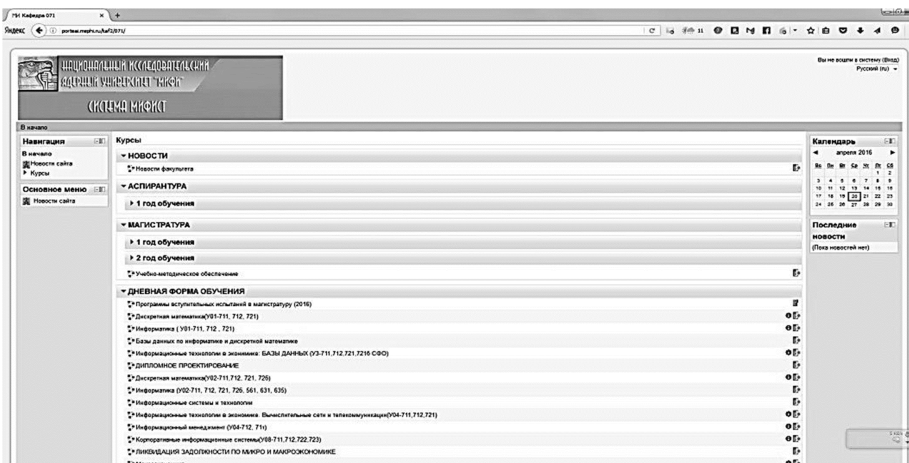 МИ Кафедра 071
Яндекс
porteai.mephi.ru/kaf2/071/
НАЦИОНАЛЬНЫЙ ИССЛЕДОВАТЕЛЬСКИЙ
ЯДЕРНЫЙ УНИВЕРСИТЕТ "МИФИ"
СИСТЕМА МИФИСТ
Вы не вошли в систему (Вход)
Русский (ru)
В начало
Навигация
В начало
Новости сайта
Курсы
Основное меню
Новости сайта
Курсы
НОВОСТИ
Новости факультета
АСПИРАНТУРА
1 год обучения
МАГИСТРАТУРА
1 год обучения
2 год обучения
Учебно-методическое обеспечение
ДНЕВНАЯ ФОРМА ОБУЧЕНИЯ
Программы вступительных испытаний в магистратуру (2016)
Дискретная математика(У01-711, 712, 721)
Информатика ( У01-711, 712 , 721)
Базы данных по информатике и дискретной математике
Информационные технологии в экономике: БАЗЫ ДАННЫХ (У3-711,712,721,721б СФО)
ДИПЛОМНОЕ ПРОЕКТИРОВАНИЕ
Дискретная математика(У02-711,712, 721, 726)
Информатика (У02-711, 712, 721, 726, 561, 631, 635)
Информационные системы и технологии
Информационные технологии в экономике. Вычислительные сети и телекоммуникации(У04-711,712,721)
Информационный менеджмент (У04-712, 71т)
Корпоративные информационные системы(У08-711,712,722,723)
ЛИКВИДАЦИЯ ЗАДОЛЖНОСТИ ПО МИКРО И МАКРОЭКОНОМИКЕ
Календарь
апреля 2016
Вс Пн Вт Ср Чт Пт Сб
1 2
3 4 5 6 7 8 9
10 11 12 13 14 15 16
17 18 19 20 21 22 23
24 25 26 27 28 29 30
Последние
новости
(Пока новостей нет)